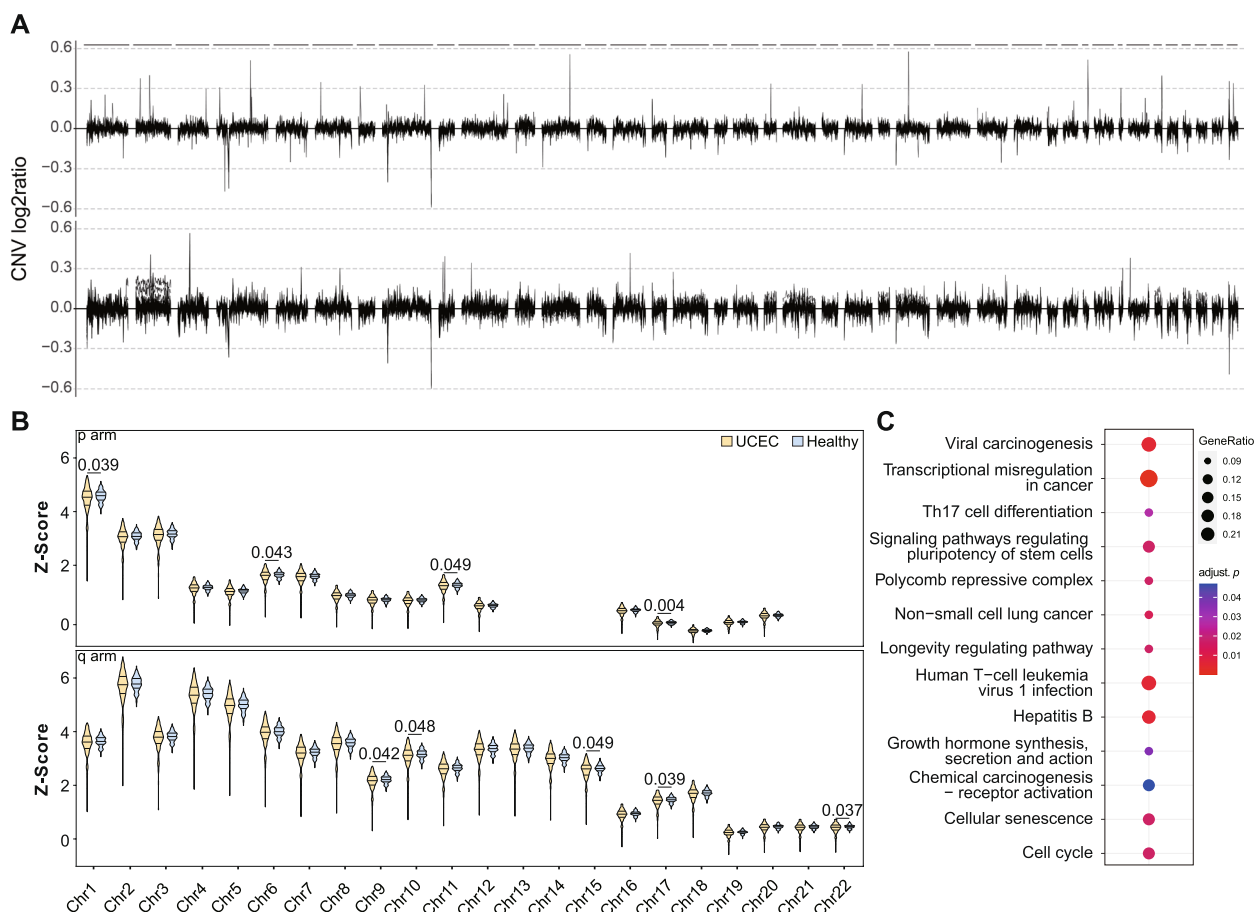 A
CNV log2ratio
0.6
0.3
0.0
−0.3
−0.6
0.6
0.3
0.0
−0.3
−0.6
B
p arm
UCEC
Healthy
Z-Score
6
4
2
0
0.039
0.043
0.049
0.004
q arm
Z-Score
6
4
2
0
0.042
0.048
0.049
0.039
0.037
Chr1
Chr2
Chr3
Chr4
Chr5
Chr6
Chr7
Chr8
Chr9
Chr10
Chr11
Chr12
Chr13
Chr14
Chr15
Chr16
Chr17
Chr18
Chr19
Chr20
Chr21
Chr22
C
Viral carcinogenesis
Transcriptional misregulation
in cancer
Th17 cell differentiation
Signaling pathways regulating
pluripotency of stem cells
Polycomb repressive complex
Non−small cell lung cancer
Longevity regulating pathway
Human T−cell leukemia
virus 1 infection
Hepatitis B
Growth hormone synthesis,
secretion and action
Chemical carcinogenesis
− receptor activation
Cellular senescence
Cell cycle
GeneRatio
0.09
0.12
0.15
0.18
0.21
adjust. p
0.04
0.03
0.02
0.01